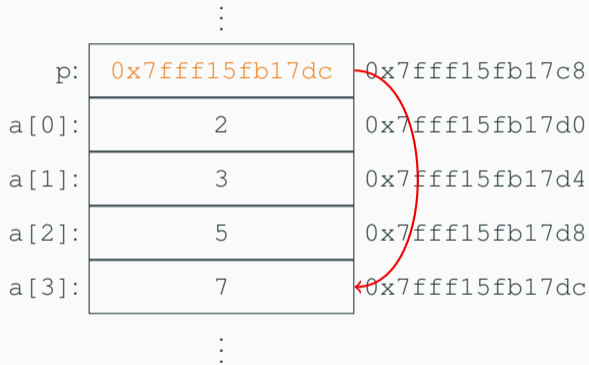 ⋮
p: 0x7fff15fb17dc 0x7fff15fb17c8
a[0]: 2 0x7fff15fb17d0
a[1]: 3 0x7fff15fb17d4
a[2]: 5 0x7fff15fb17d8
a[3]: 7 0x7fff15fb17dc
⋮